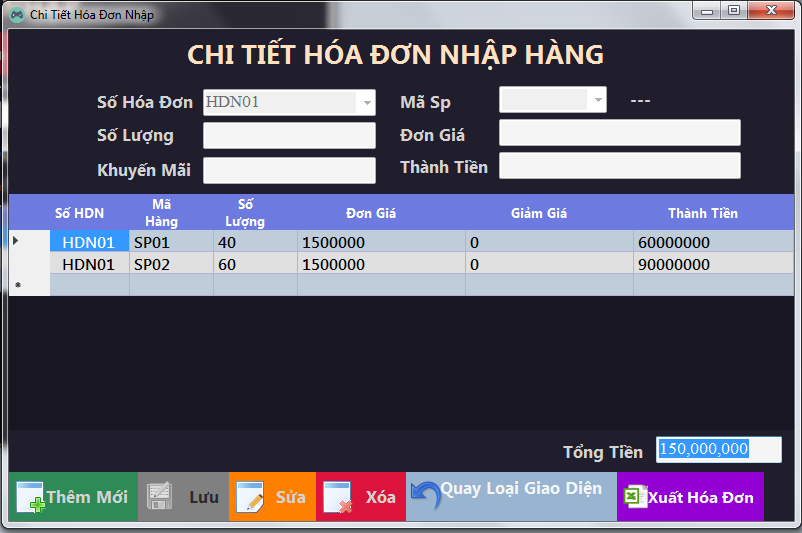 Chi Tiết Hóa Đơn Nhập
CHI TIẾT HÓA ĐƠN NHẬP HÀNG
Số Hóa Đơn HDN01 Mã Sp ---
Số Lượng Đơn Giá
Khuyến Mãi Thành Tiền
Số HDN Mã Hàng Số Lượng Đơn Giá Giảm Giá Thành Tiền
HDN01 SP01 40 1500000 0 60000000
HDN01 SP02 60 1500000 0 90000000
Tổng Tiền 150,000,000
Thêm Mới Lưu Sửa Xóa Quay Loại Giao Diện Xuất Hóa Đơn